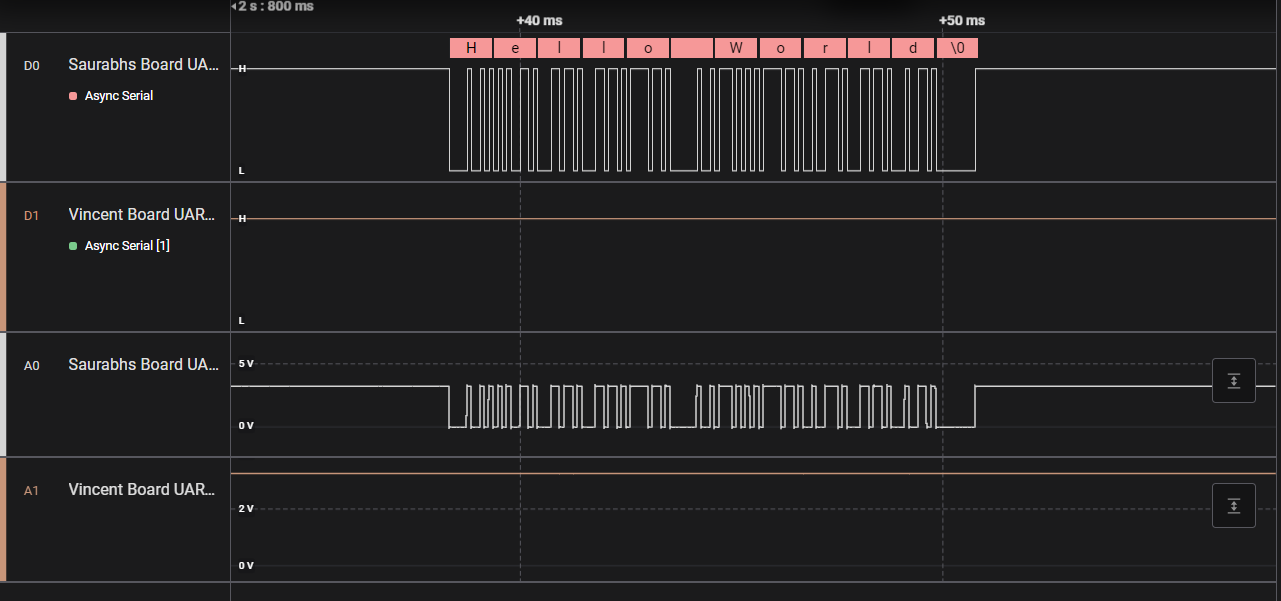 2 s : 800 ms
+40 ms
+50 ms
D0 Saurabhs Board UA... H
H e l l o W o r l d \0
Async Serial
L
D1 Vincent Board UAR... H
Async Serial [1]
L
A0 Saurabhs Board UA... 5 V
0 V
A1 Vincent Board UAR...
2 V
0 V